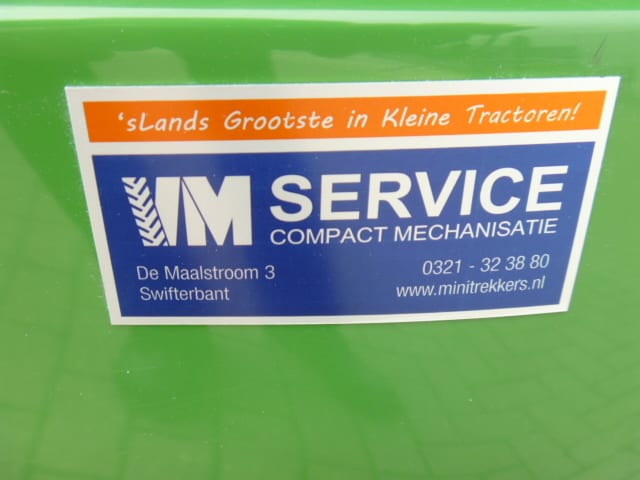 'sLands Grootste in Kleine Tractoren!
VM SERVICE
COMPACT MECHANISATIE
De Maalstroom 3
Swifterbant
0321 - 32 38 80
www.minitrekkers.nl